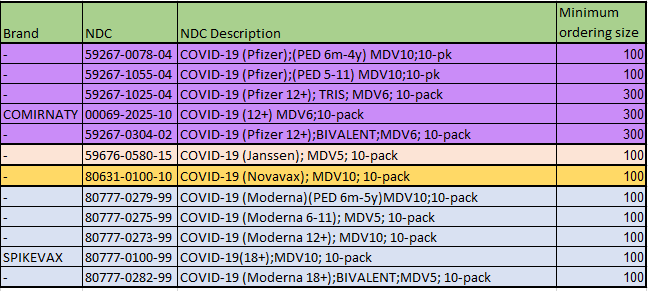 Brand NDC NDC Description Minimum ordering size
- 59267-0078-04 COVID-19 (Pfizer);(PED 6m-4y) MDV10;10-pk 100
- 59267-1055-04 COVID-19 (Pfizer);(PED 5-11) MDV10;10-pk 100
- 59267-1025-04 COVID-19 (Pfizer 12+); TRIS; MDV6; 10-pack 300
COMIRNATY 00069-2025-10 COVID-19 (12+) MDV6;10-pack 300
- 59267-0304-02 COVID-19 (Pfizer 12+);BIVALENT;MDV6; 10-pack 300
- 59676-0580-15 COVID-19 (Janssen); MDV5; 10-pack 100
- 80631-0100-10 COVID-19 (Novavax); MDV10; 10-pack 100
- 80777-0279-99 COVID-19 (Moderna)(PED 6m-5y)MDV10;10-pack 100
- 80777-0275-99 COVID-19 (Moderna 6-11); MDV5; 10-pack 100
- 80777-0273-99 COVID-19 (Moderna 12+); MDV10; 10-pack 100
SPIKEVAX 80777-0100-99 COVID-19(18+);MDV10; 10-pack 100
- 80777-0282-99 COVID-19 (Moderna 18+);BIVALENT;MDV5; 10-pack 100